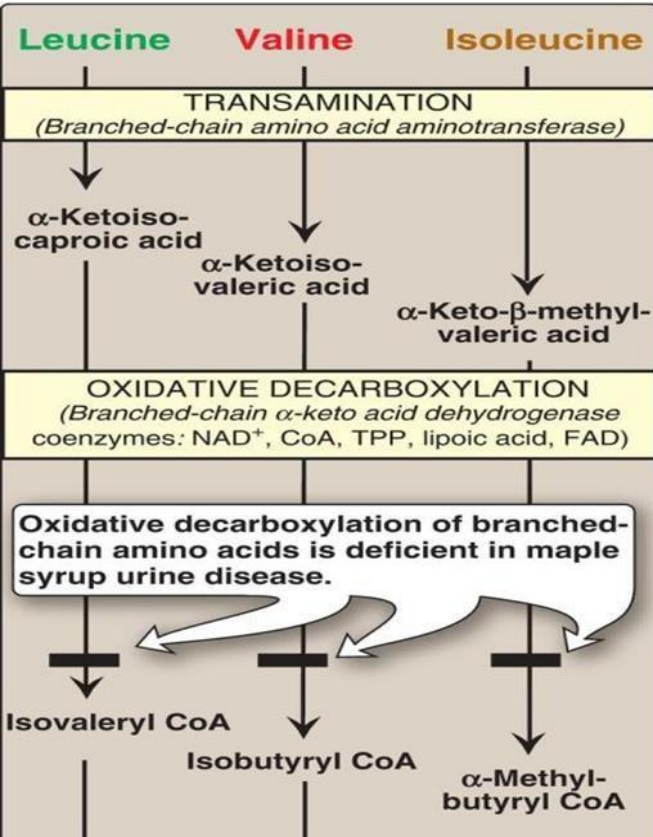 Leucine Valine Isoleucine
TRANSAMINATION
(Branched-chain amino acid aminotransferase)
α-Ketoiso-
caproic acid
α-Ketoiso-
valeric acid
α-Keto-β-methyl-
valeric acid
OXIDATIVE DECARBOXYLATION
(Branched-chain α-keto acid dehydrogenase
coenzymes: NAD⁺, CoA, TPP, lipoic acid, FAD)
Oxidative decarboxylation of branched-
chain amino acids is deficient in maple
syrup urine disease.
Isovaleryl CoA
Isobutyryl CoA
α-Methyl-
butyryl CoA